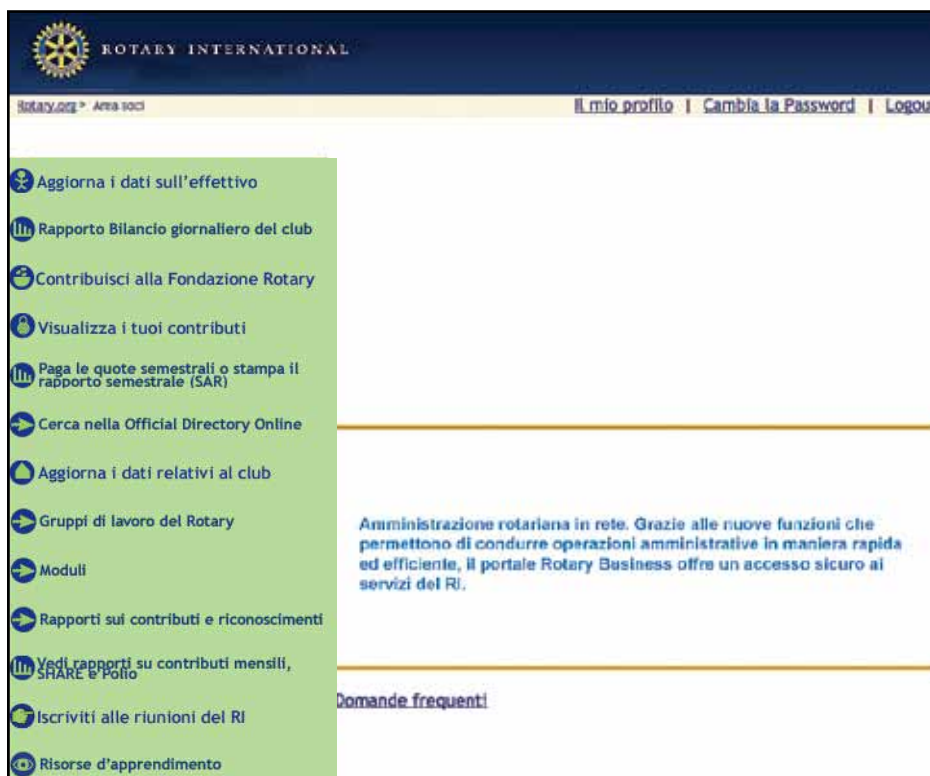 ROTARY INTERNATIONAL
Rotary.org > Area soci
Il mio profilo | Cambia la Password | Logou
Aggiorna i dati sull'effettivo
Rapporto Bilancio giornaliero del club
Contribuisci alla Fondazione Rotary
Visualizza i tuoi contributi
Paga le quote semestrali o stampa il
rapporto semestrale (SAR)
Cerca nella Official Directory Online
Aggiorna i dati relativi al club
Gruppi di lavoro del Rotary
Moduli
Rapporti sui contributi e riconoscimenti
Vedi rapporti su contributi mensili,
SHARE e Polio
Iscriviti alle riunioni del RI
Risorse d'apprendimento
Amministrazione rotariana in rete. Grazie alle nuove funzioni che
permettono di condurre operazioni amministrative in maniera rapida
ed efficiente, il portale Rotary Business offre un accesso sicuro ai
servizi del RI.
Domande frequenti